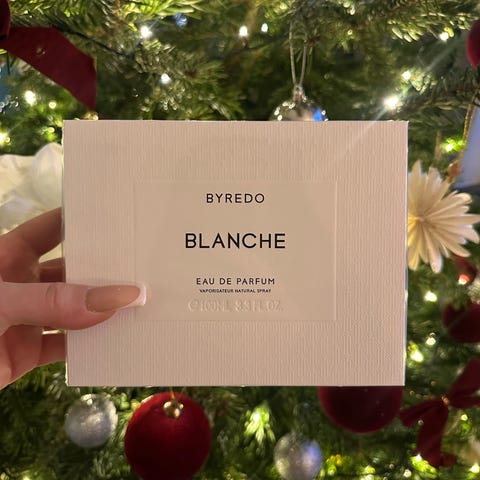 BYREDO
BLANCHE
EAU DE PARFUM
VAPORISATEUR NATURAL SPRAY
℮100ML 3.3 FL.OZ.